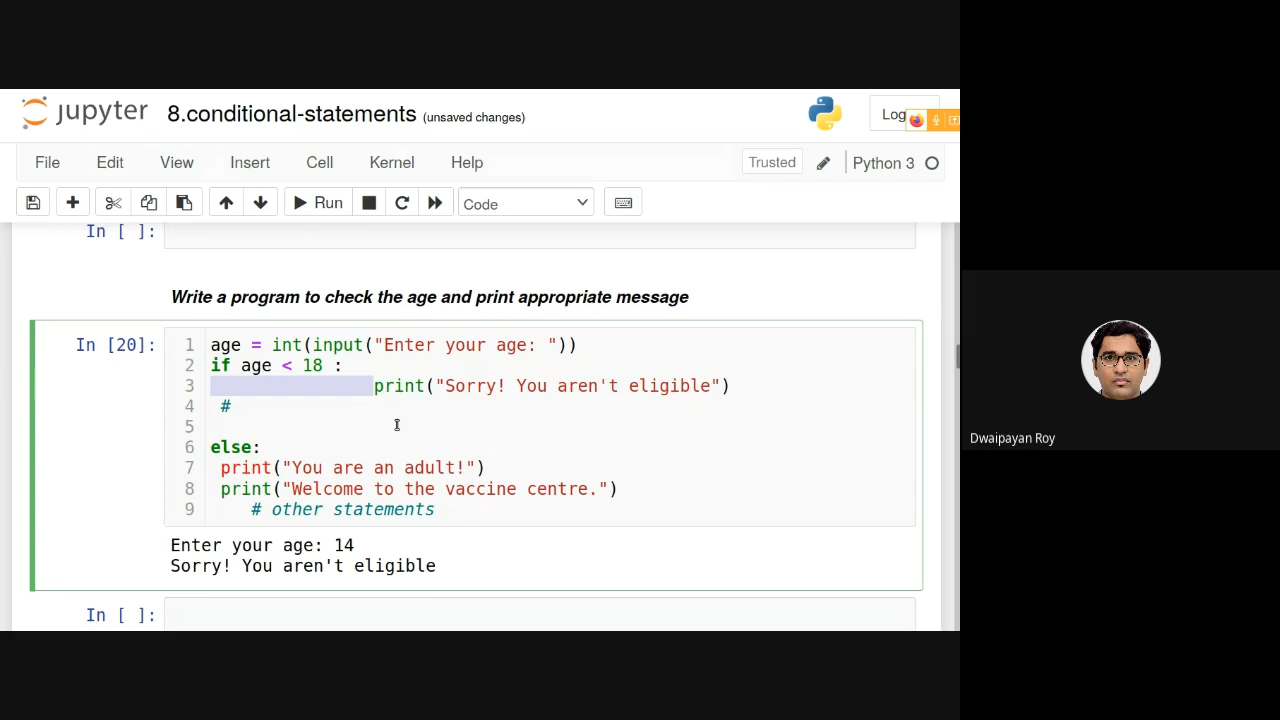 jupyter 8.conditional-statements (unsaved changes)
Log
File Edit View Insert Cell Kernel Help Trusted Python 3
Run Code
In [ ]:
Write a program to check the age and print appropriate message
In [20]:
1 age = int(input("Enter your age: "))
2 if age < 18 :
3 print("Sorry! You aren't eligible")
4 #
5
6 else:
7 print("You are an adult!")
8 print("Welcome to the vaccine centre.")
9 # other statements
Enter your age: 14
Sorry! You aren't eligible
In [ ]:
Dwaipayan Roy